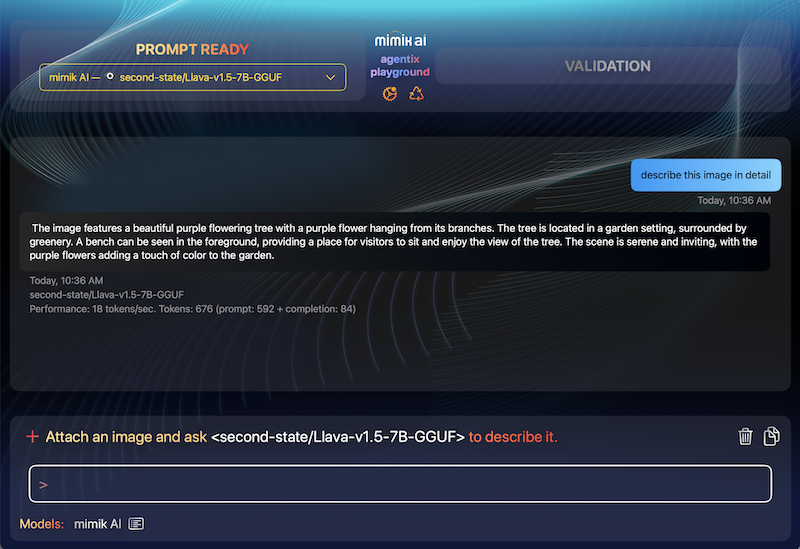 PROMPT READY
mimik AI — second-state/Llava-v1.5-7B-GGUF
mimik ai
agentix
playground
VALIDATION
describe this image in detail
Today, 10:36 AM
The image features a beautiful purple flowering tree with a purple flower hanging from its branches. The tree is located in a garden setting, surrounded by
greenery. A bench can be seen in the foreground, providing a place for visitors to sit and enjoy the view of the tree. The scene is serene and inviting, with the
purple flowers adding a touch of color to the garden.
Today, 10:36 AM
second-state/Llava-v1.5-7B-GGUF
Performance: 18 tokens/sec. Tokens: 676 (prompt: 592 + completion: 84)
+ Attach an image and ask <second-state/Llava-v1.5-7B-GGUF> to describe it.
>
Models: mimik AI